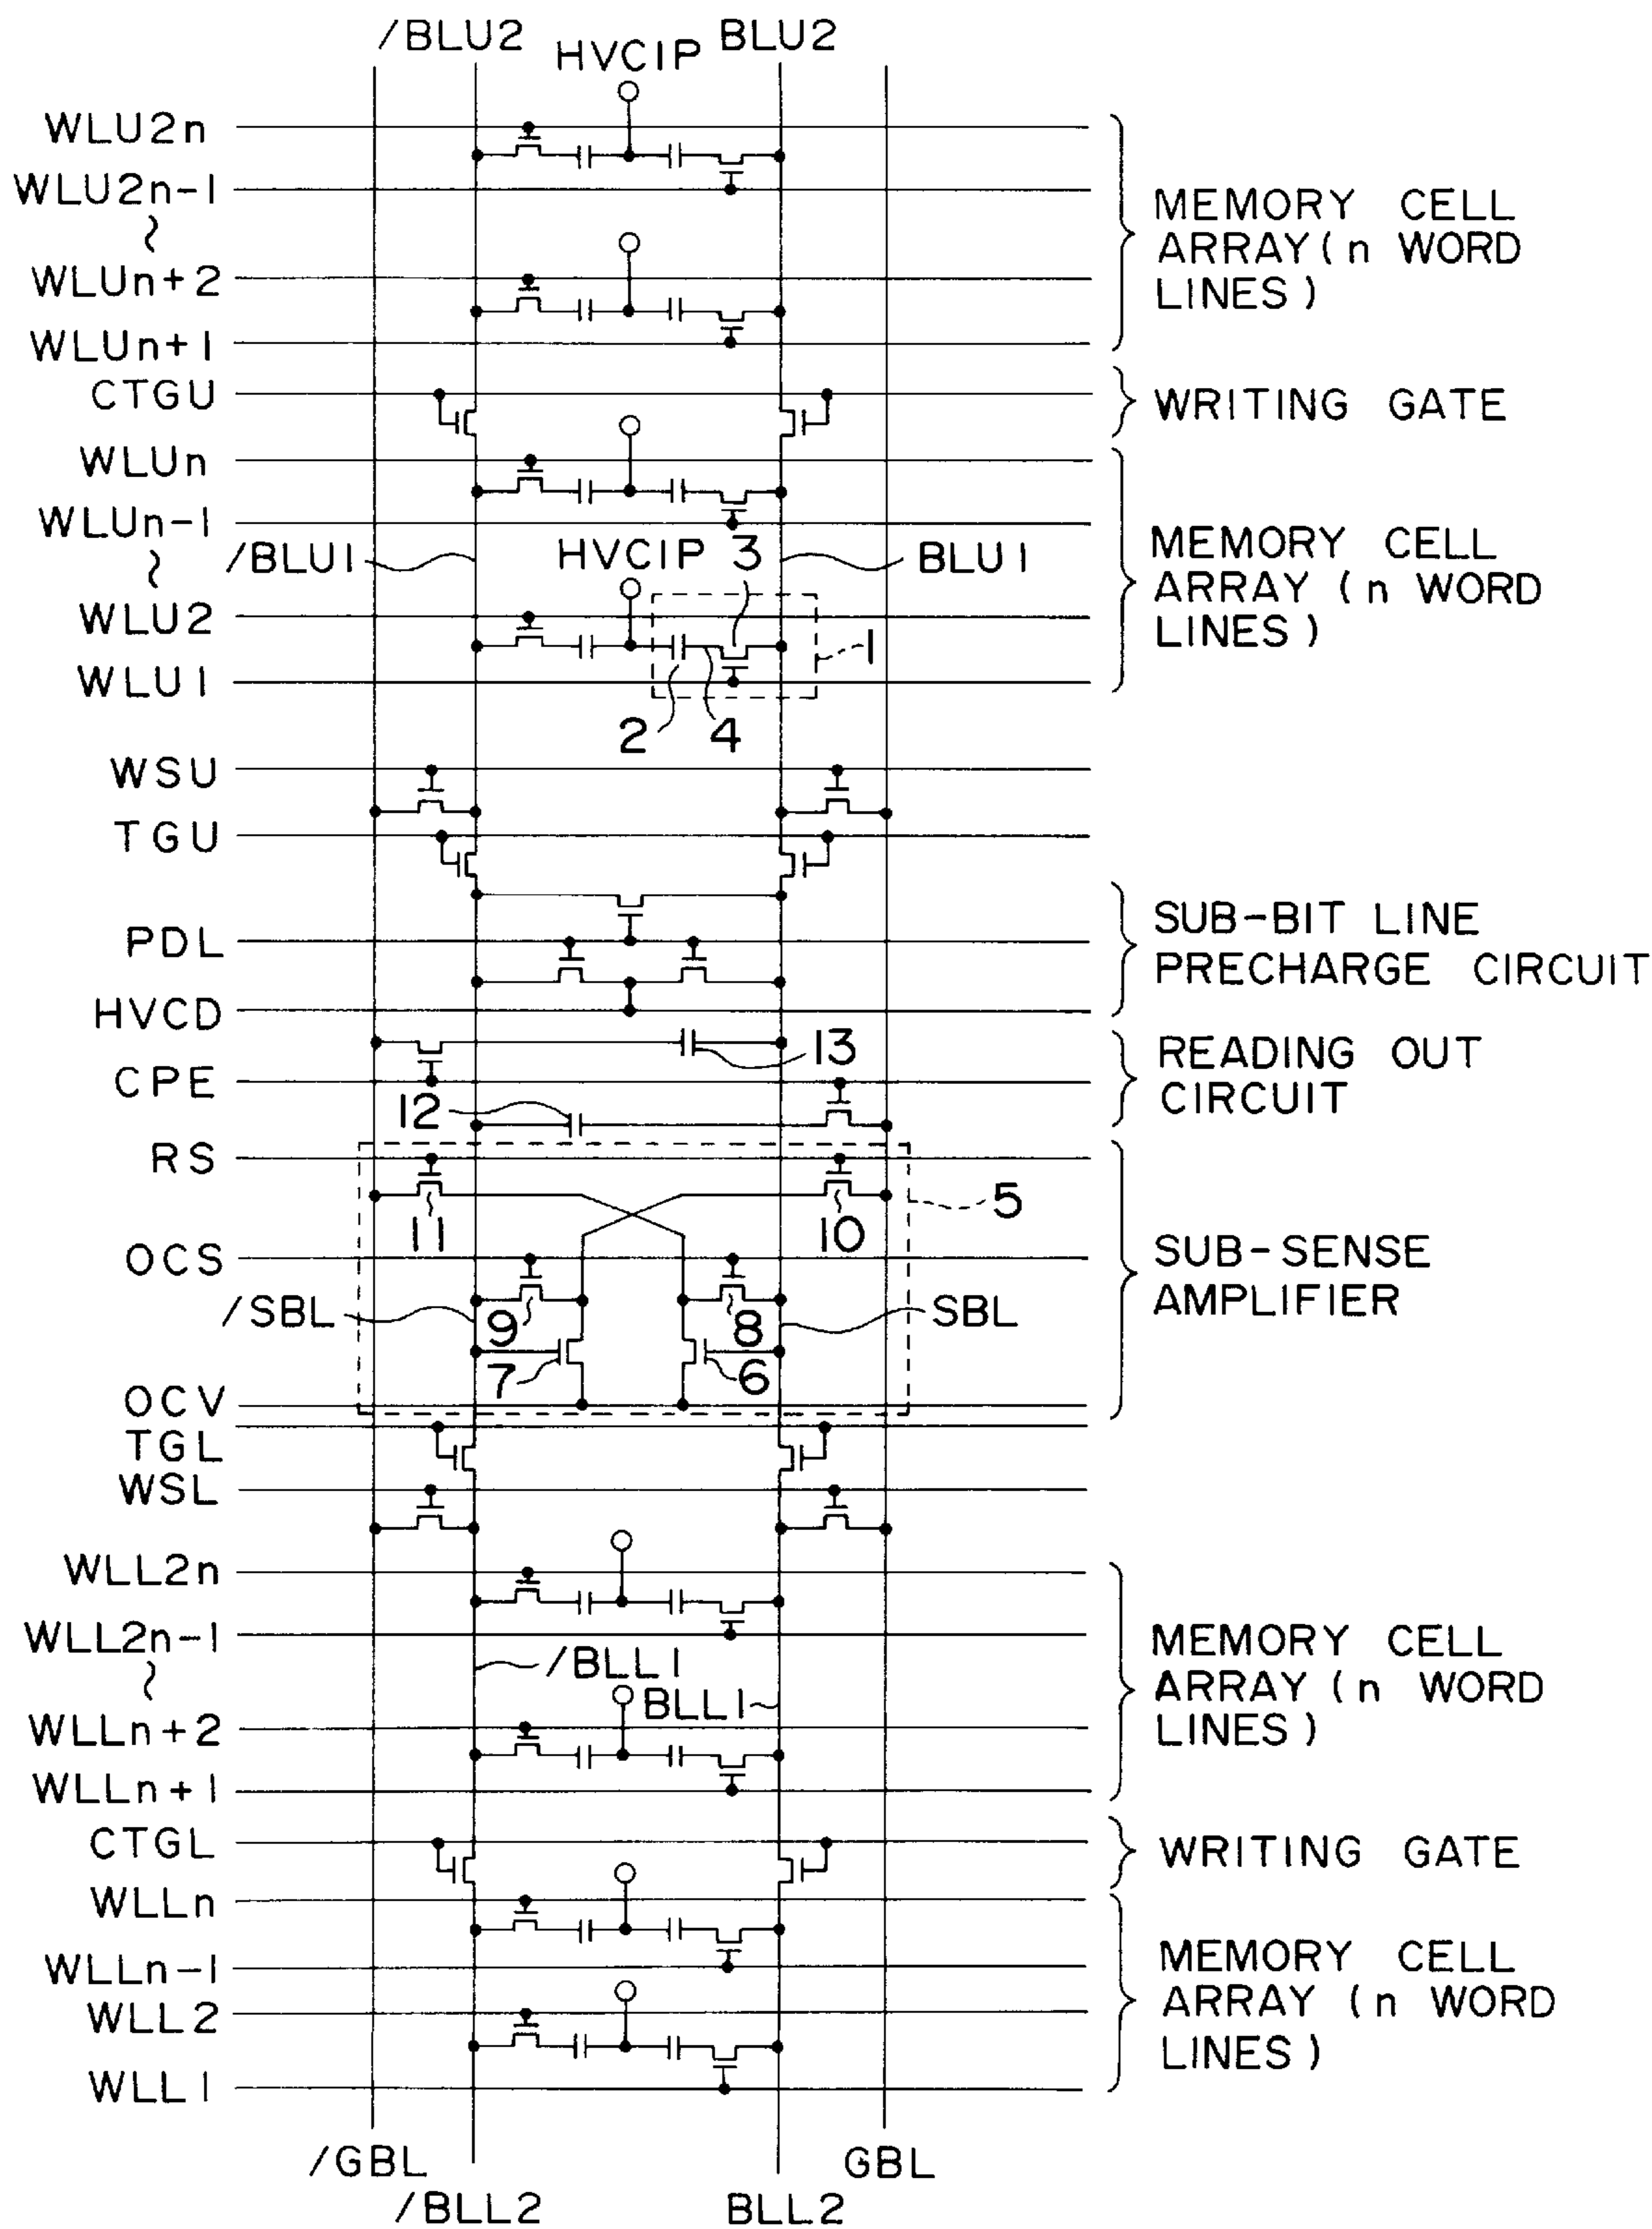 /BLU2
HVCIP
BLU2
WLU2n
WLU2n-1
WLUn+2
WLUn+1
MEMORY CELL
ARRAY(n WORD
LINES)
CTGU
WRITING GATE
WLUn
WLUn-1
/BLU1
HVCIP
3
BLU1
WLU2
WLU1
1
2
4
MEMORY CELL
ARRAY (n WORD
LINES)
WSU
TGU
PDL
SUB-BIT LINE
PRECHARGE CIRCUIT
HVCD
13
CPE
12
READING OUT
CIRCUIT
RS
5
11
10
OCS
SUB-SENSE
AMPLIFIER
/SBL
9
8
SBL
7
6
OCV
TGL
WSL
WLL2n
WLL2n-1
/BLL1
BLL1
WLLn+2
WLLn+1
MEMORY CELL
ARRAY (n WORD
LINES)
CTGL
WRITING GATE
WLLn
WLLn-1
WLL2
WLL1
MEMORY CELL
ARRAY (n WORD
LINES)
/GBL
GBL
/BLL2
BLL2